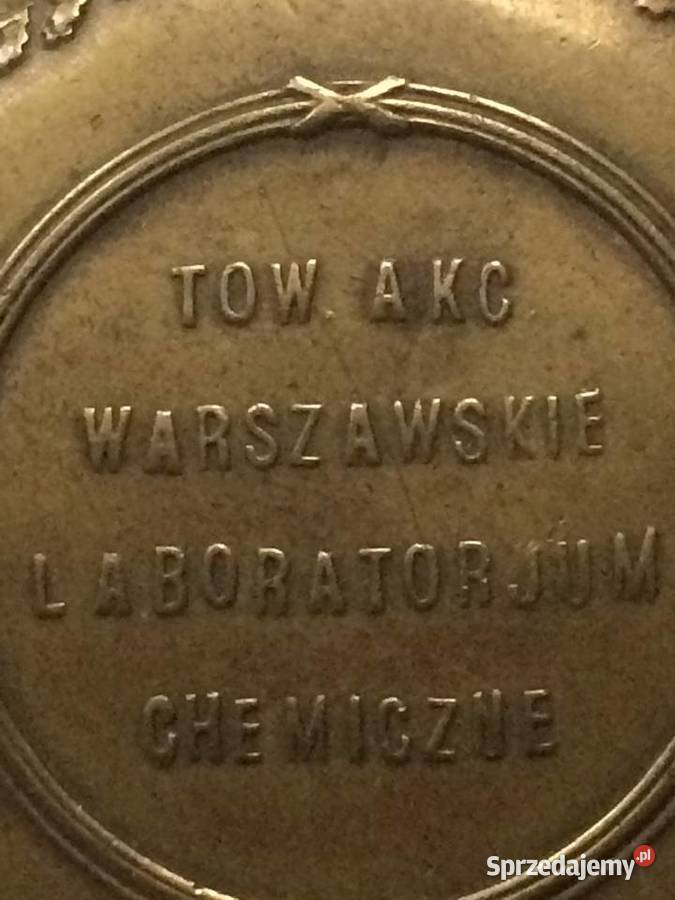 TOW. AKC.
WARSZAWSKIE
LABORATORJUM
CHEMICZNE
Sprzedajemy.pl